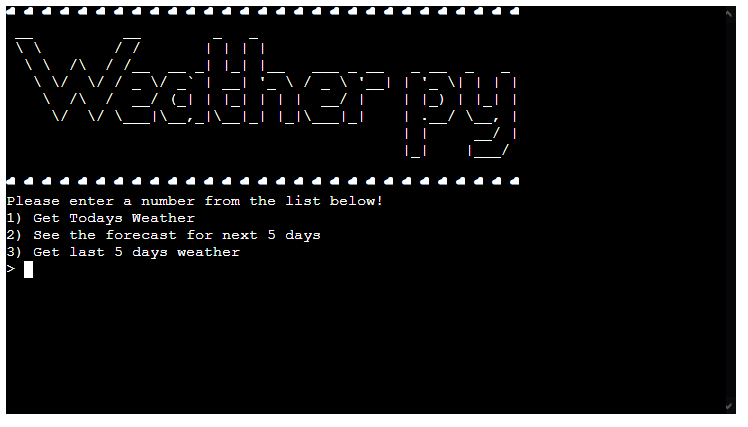 Weather py
Please enter a number from the list below!
1) Get Todays Weather
2) See the forecast for next 5 days
3) Get last 5 days weather
>